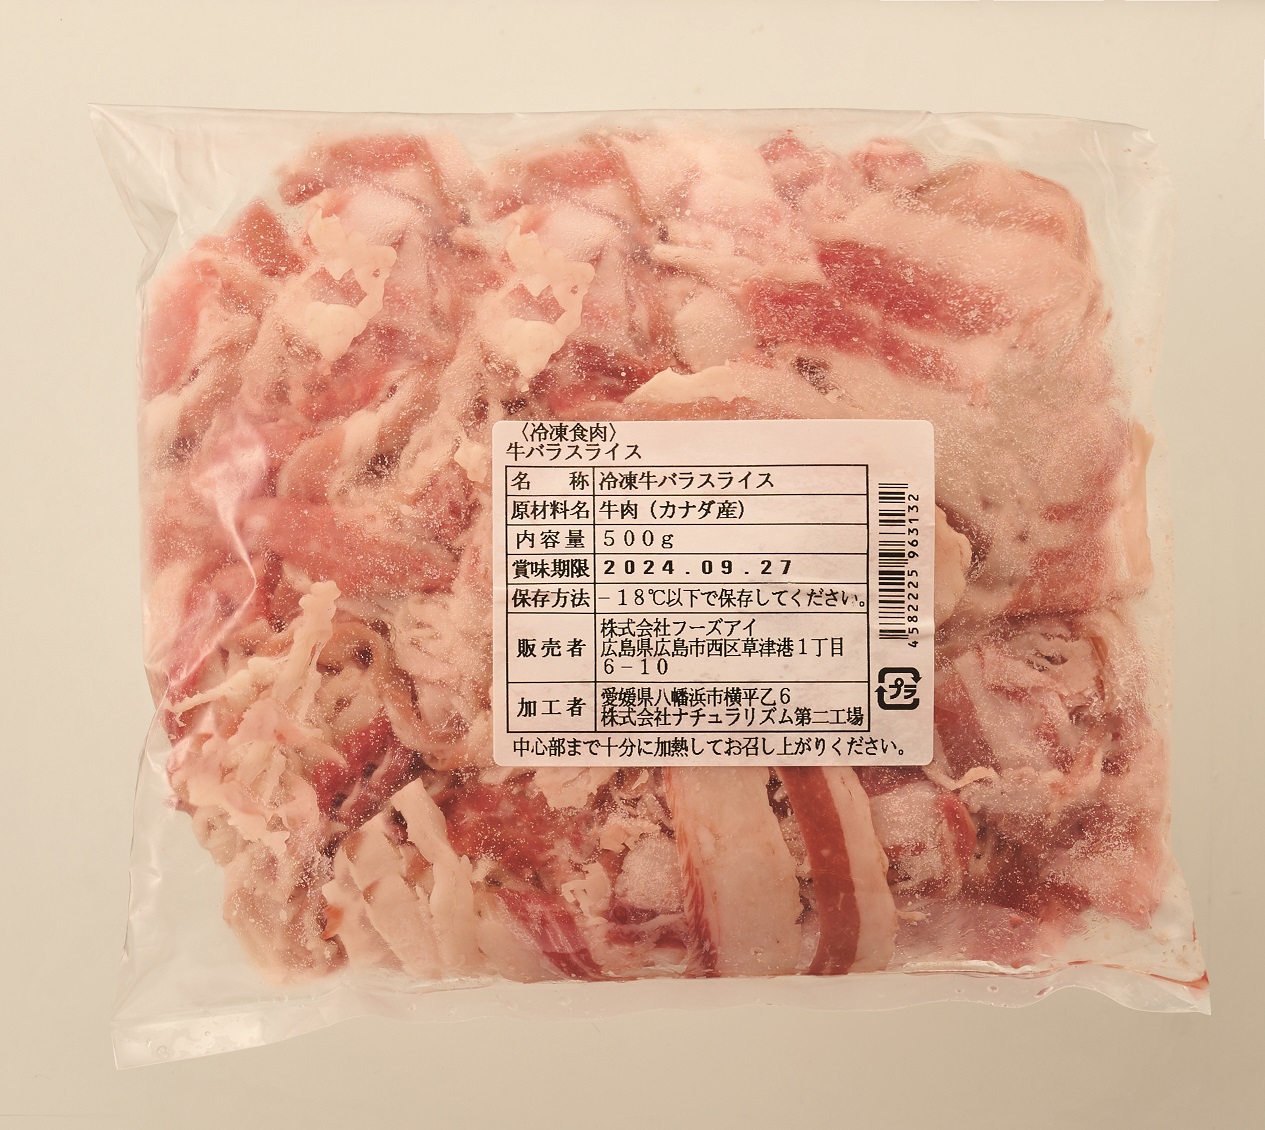 〈冷凍食肉〉
牛バラスライス
名 称 冷凍牛バラスライス
原材料名 牛肉（カナダ産）
内容量 500g
賞味期限 2024.09.27
保存方法 －18℃以下で保存してください。
販売者 株式会社フーズアイ
広島県広島市西区草津港1丁目
6－10
加工者 愛媛県八幡浜市横平乙6
株式会社ナチュラリズム第二工場
中心部まで十分に加熱してお召し上がりください。
4582225963132
プラ